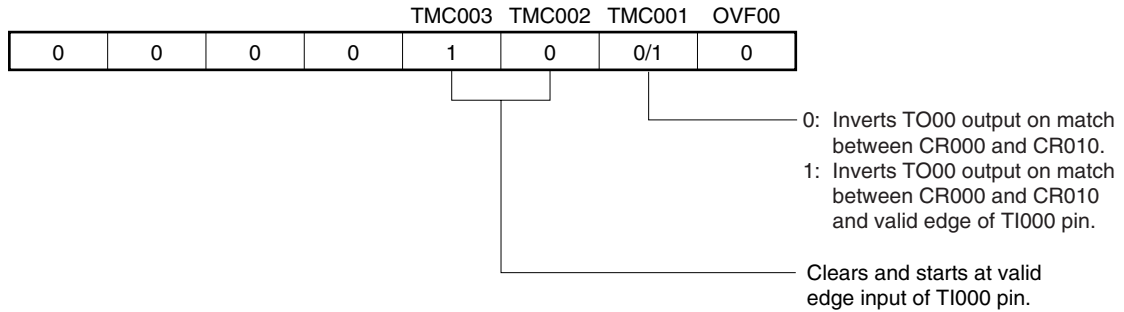 TMC003 TMC002 TMC001 OVF00
0 0 0 0 1 0 0/1 0
0: Inverts TO00 output on match
between CR000 and CR010.
1: Inverts TO00 output on match
between CR000 and CR010
and valid edge of TI000 pin.
Clears and starts at valid
edge input of TI000 pin.